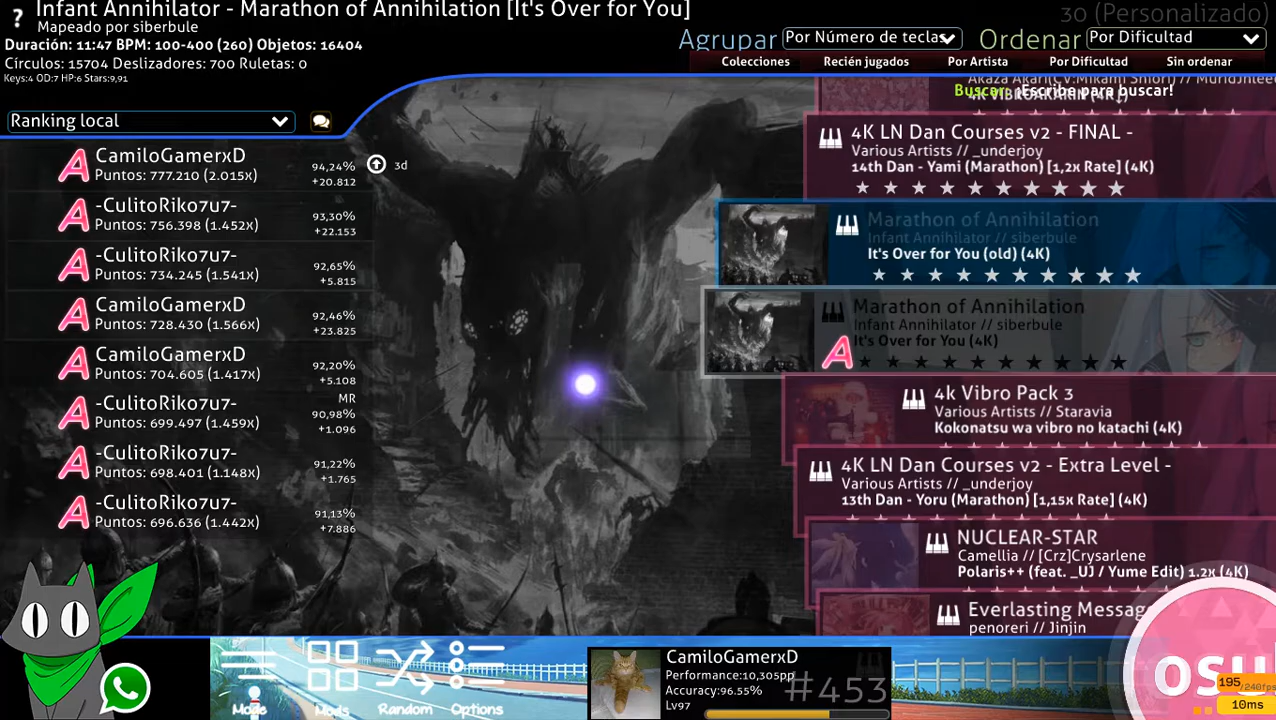 ?
Infant Annihilator - Marathon of Annihilation [It's Over for You]
Mapeado por siberbule
Duración: 11:47 BPM: 100-400 (260) Objetos: 16404
Círculos: 15704 Deslizadores: 700 Ruletas: 0
Keys:4 OD:7 HP:6 Stars:9,91
30 (Personalizado)
Agrupar Por Número de teclas Ordenar Por Dificultad
Colecciones Recién jugados Por Artista Por Dificultad Sin ordenar
Ranking local
Buscar: ¡Escribe para buscar!
CamiloGamerxD
Puntos: 777.210 (2.015x)
94,24%
+20.812
3d
-CulitoRiko7u7-
Puntos: 756.398 (1.452x)
93,30%
+22.153
-CulitoRiko7u7-
Puntos: 734.245 (1.541x)
92,65%
+5.815
CamiloGamerxD
Puntos: 728.430 (1.566x)
92,46%
+23.825
CamiloGamerxD
Puntos: 704.605 (1.417x)
92,20%
+5.108
-CulitoRiko7u7-
Puntos: 699.497 (1.459x)
MR
90,98%
+1.096
-CulitoRiko7u7-
Puntos: 698.401 (1.148x)
91,22%
+1.765
-CulitoRiko7u7-
Puntos: 696.636 (1.442x)
91,13%
+7.886
4K LN Dan Courses v2 - FINAL -
Various Artists // _underjoy
14th Dan - Yami (Marathon) [1,2x Rate] (4K)
Marathon of Annihilation
Infant Annihilator // siberbule
It's Over for You (old) (4K)
Marathon of Annihilation
Infant Annihilator // siberbule
It's Over for You (4K)
4k Vibro Pack 3
Various Artists // Staravia
Kokonatsu wa vibro no katachi (4K)
4K LN Dan Courses v2 - Extra Level -
Various Artists // _underjoy
13th Dan - Yoru (Marathon) [1,15x Rate] (4K)
NUCLEAR-STAR
Camellia // [Crz]Crysarlene
Polaris++ (feat. _UJ / Yume Edit) 1.2x (4K)
Everlasting Message
penoreri // Jinjin
Mode Mods Random Options
CamiloGamerxD
Performance:10,305pp
Accuracy:96.55%
Lv97
#453
OSU
195/240fps
10ms